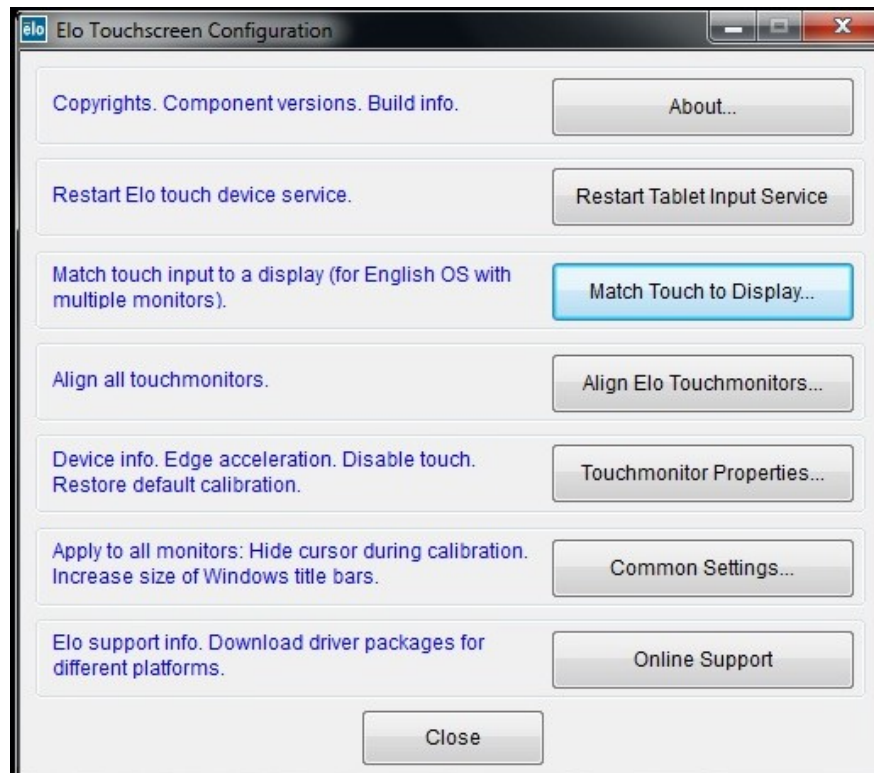 elo Elo Touchscreen Configuration
Copyrights. Component versions. Build info.
About...
Restart Elo touch device service.
Restart Tablet Input Service
Match touch input to a display (for English OS with
multiple monitors).
Match Touch to Display...
Align all touchmonitors.
Align Elo Touchmonitors...
Device info. Edge acceleration. Disable touch.
Restore default calibration.
Touchmonitor Properties...
Apply to all monitors: Hide cursor during calibration.
Increase size of Windows title bars.
Common Settings...
Elo support info. Download driver packages for
different platforms.
Online Support
Close